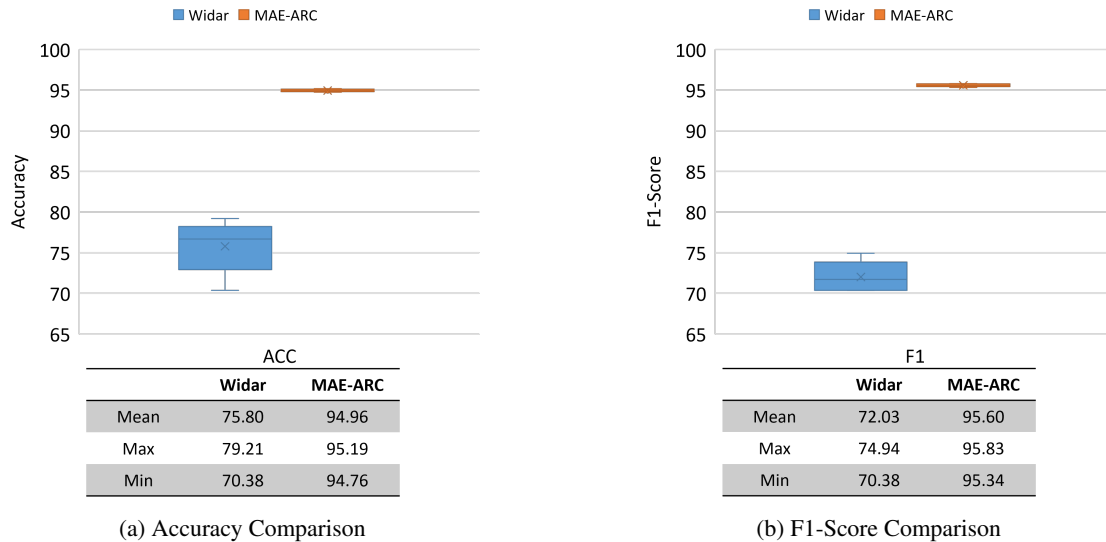 Widar MAE-ARC
100
95
90
85
80
75
70
65
Accuracy
ACC
Widar MAE-ARC
Mean 75.80 94.96
Max 79.21 95.19
Min 70.38 94.76
(a) Accuracy Comparison
Widar MAE-ARC
100
95
90
85
80
75
70
65
F1-Score
F1
Widar MAE-ARC
Mean 72.03 95.60
Max 74.94 95.83
Min 70.38 95.34
(b) F1-Score Comparison